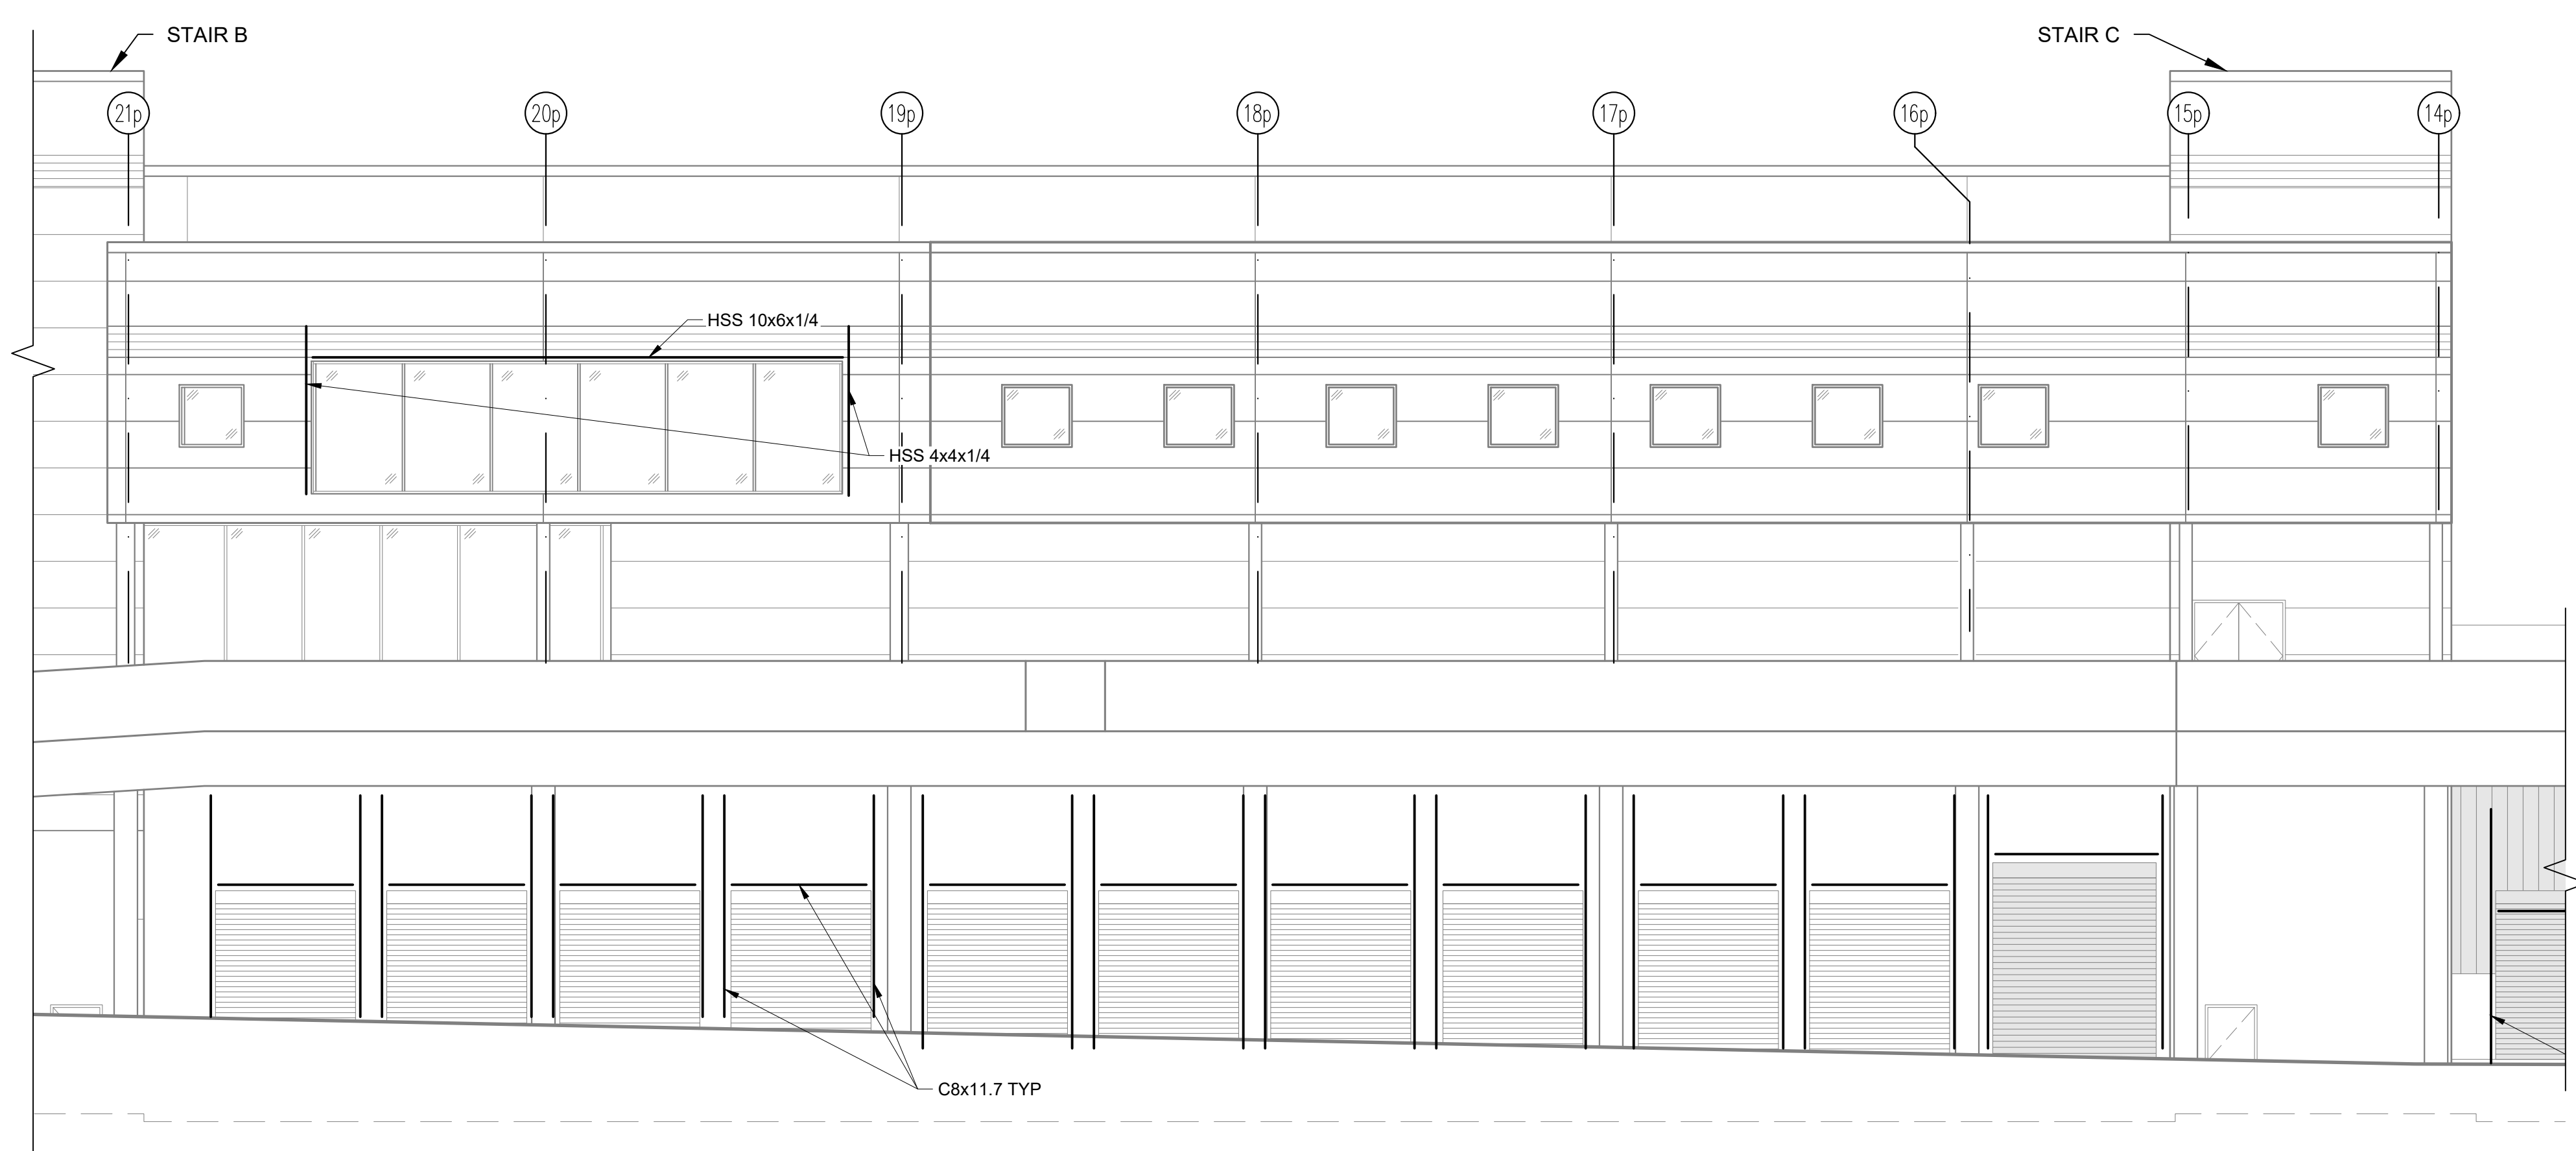 STAIR B
STAIR C
21p
20p
19p
18p
17p
16p
15p
14p
HSS 10x6x1/4
HSS 4x4x1/4
C8x11.7 TYP